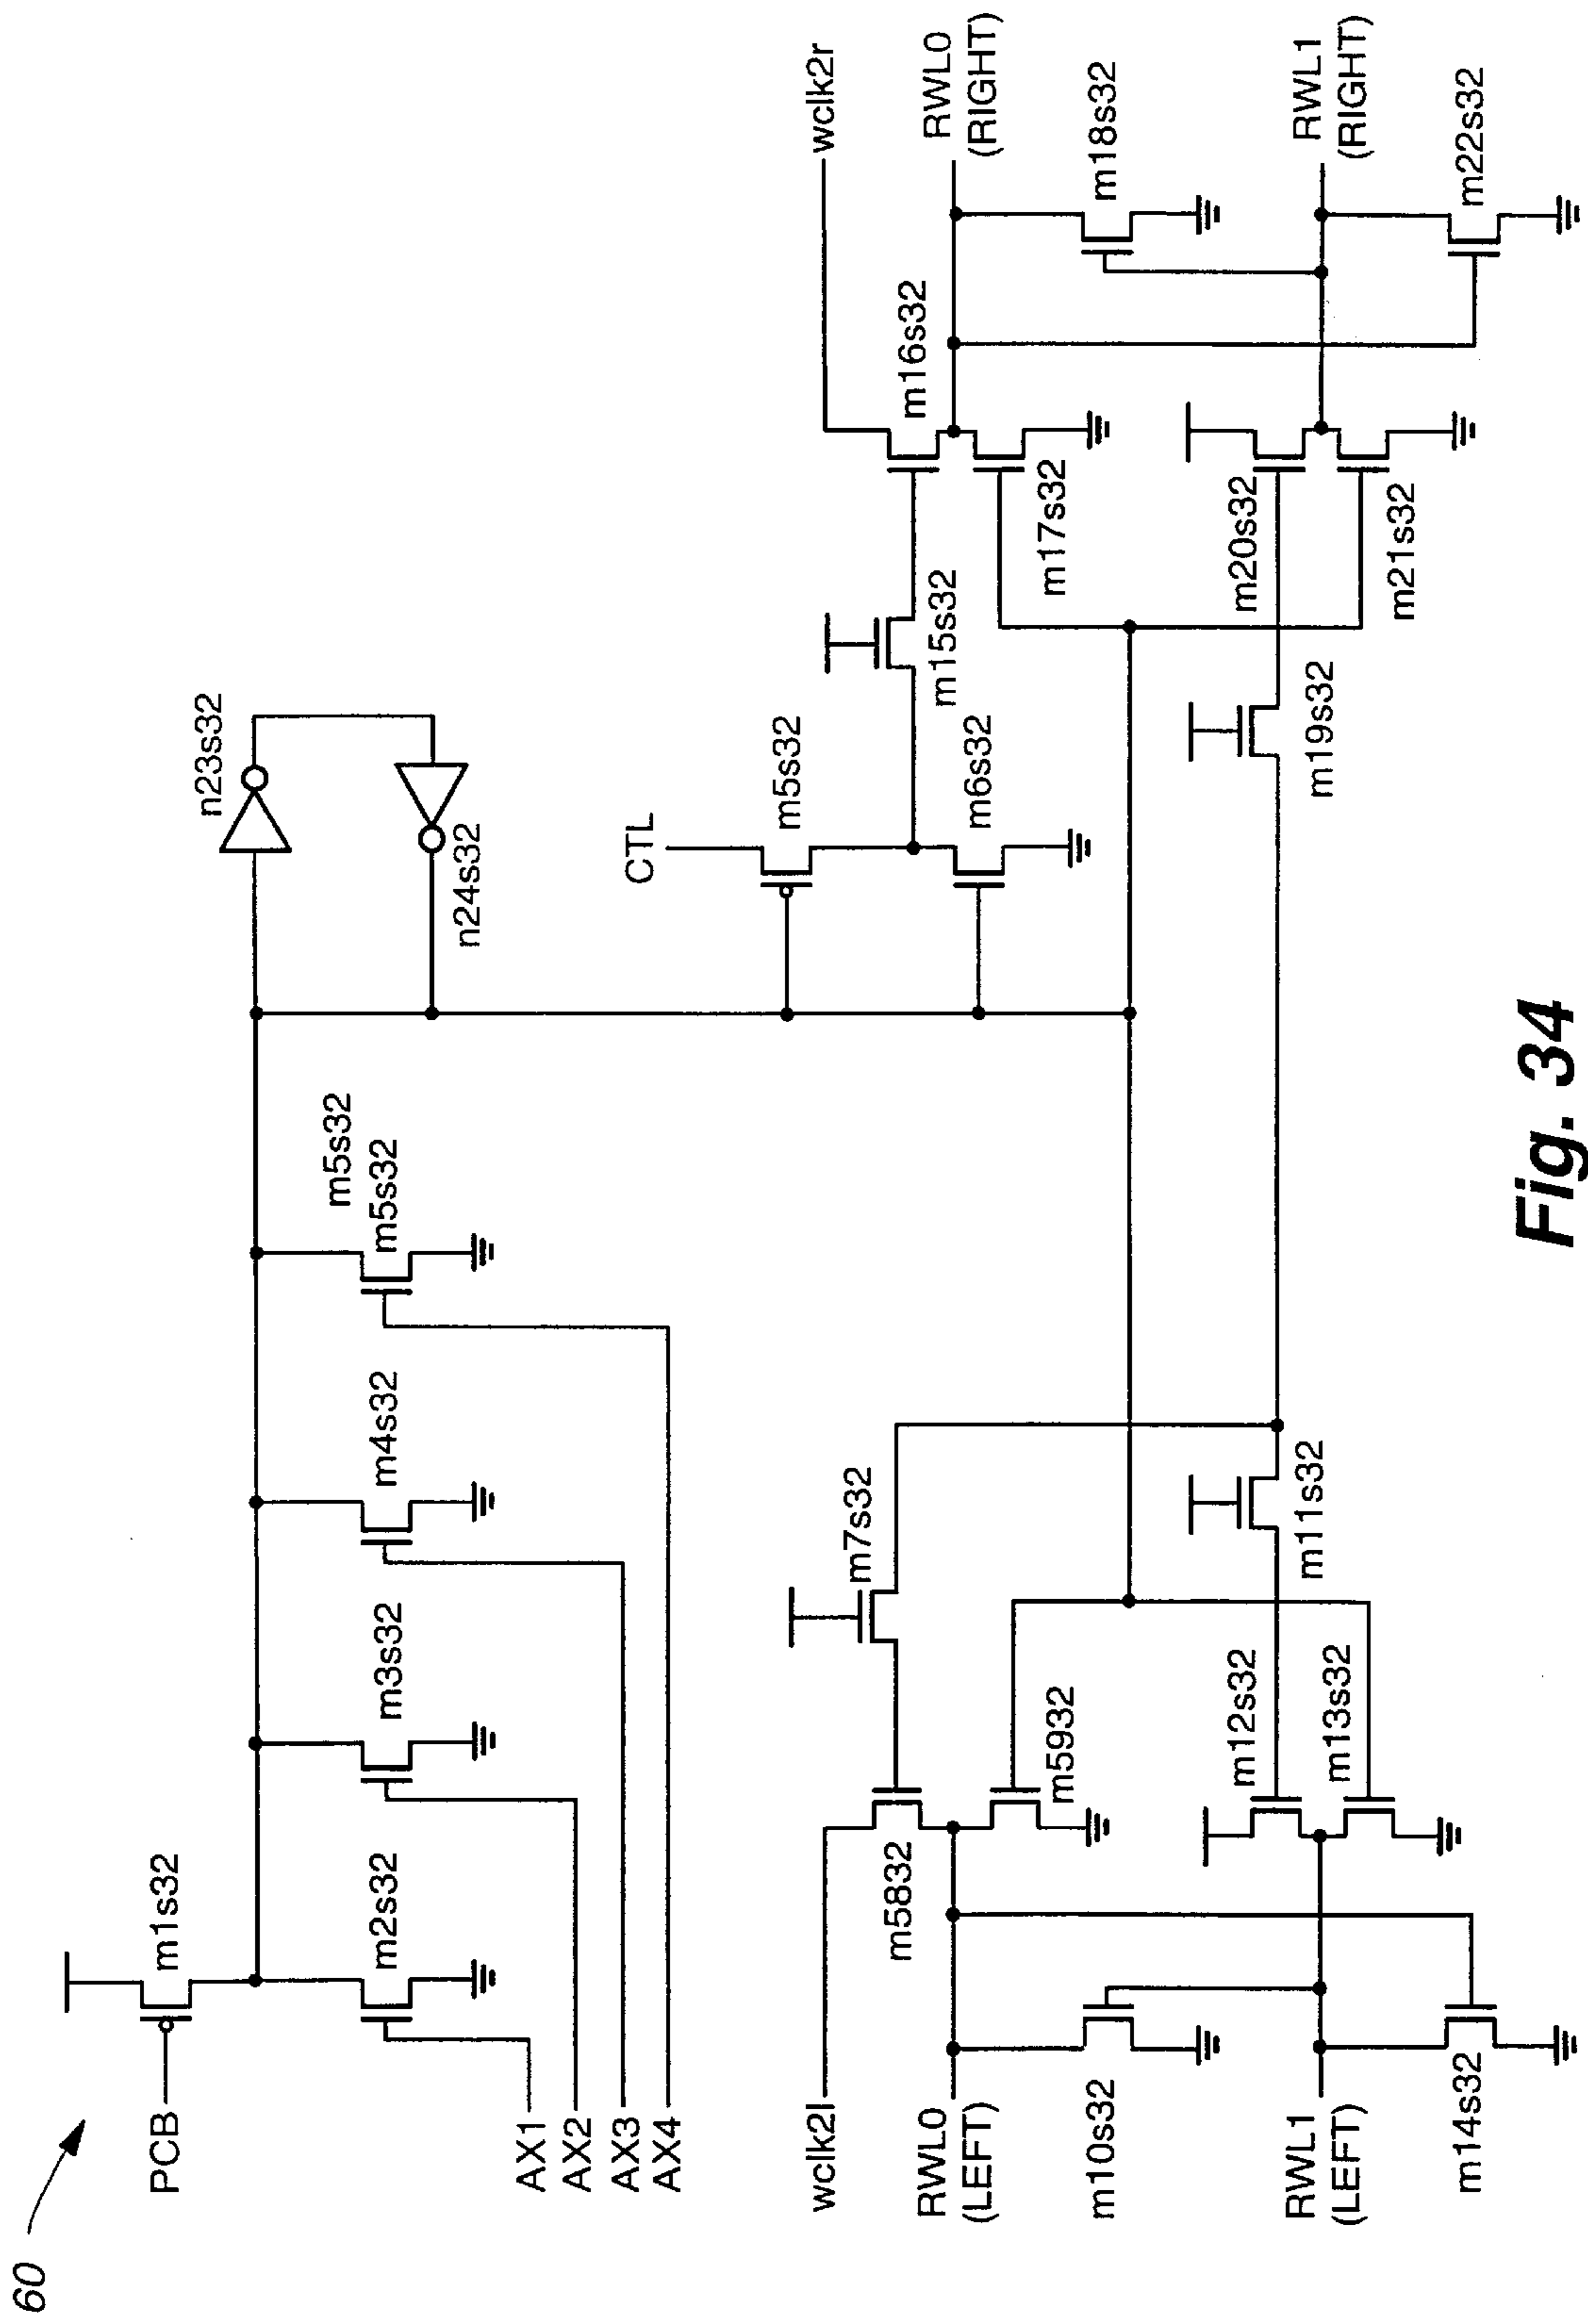 60
PCB
m1s32
m2s32
m3s32
m4s32
m5s32
m5s32
n23s32
n24s32
AX1
AX2
AX3
AX4
CTL
m5s32
m6s32
m15s32
m16s32
m17s32
wclk2r
RWL0
(RIGHT)
m18s32
RWL1
(RIGHT)
m22s32
m19s32
m20s32
m21s32
wclk2l
RWL0
(LEFT)
m10s32
RWL1
(LEFT)
m14s32
m5832
m5932
m7s32
m11s32
m12s32
m13s32
Fig. 34